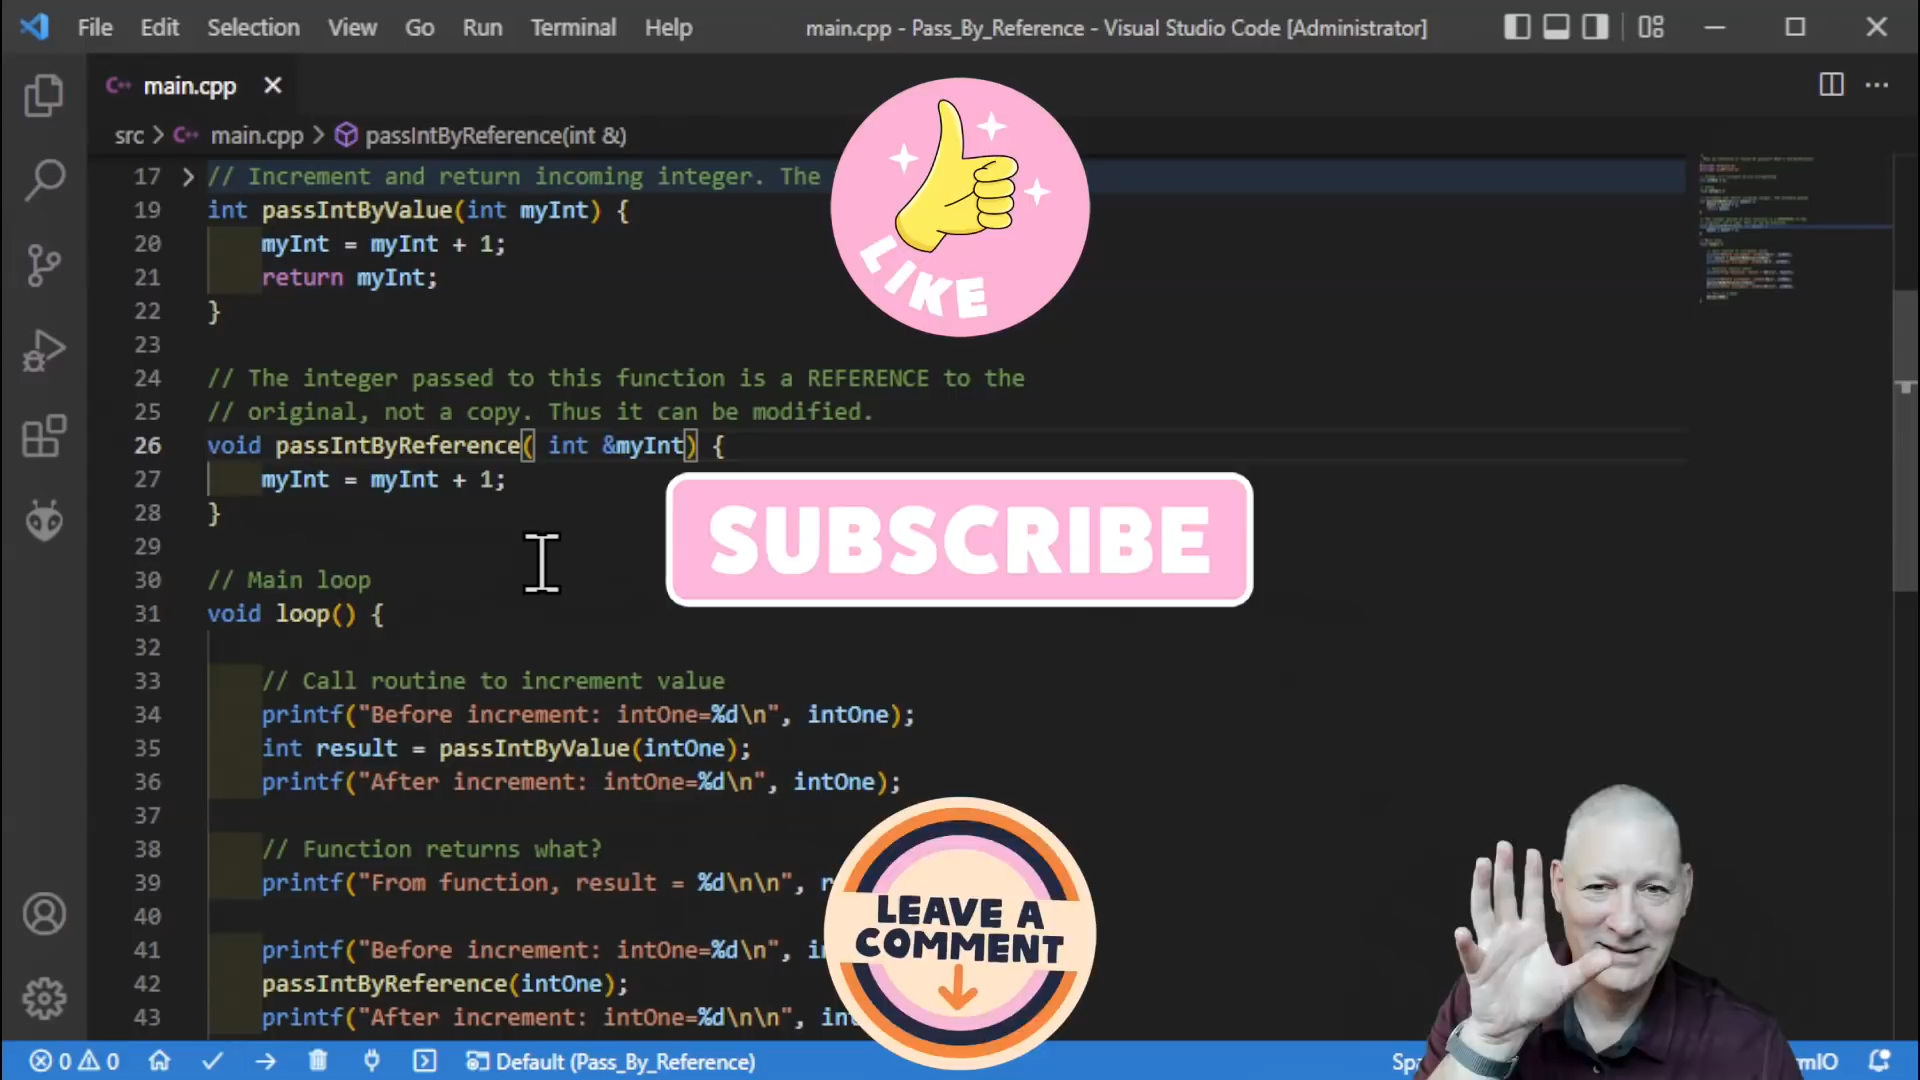 File Edit Selection View Go Run Terminal Help
main.cpp - Pass_By_Reference - Visual Studio Code [Administrator]
C++ main.cpp
src > C++ main.cpp > passIntByReference(int &)
17 > // Increment and return incoming integer. The
19 int passIntByValue(int myInt) {
20 myInt = myInt + 1;
21 return myInt;
22 }
23
24 // The integer passed to this function is a REFERENCE to the
25 // original, not a copy. Thus it can be modified.
26 void passIntByReference( int &myInt) {
27 myInt = myInt + 1;
28 }
29
30 // Main loop
31 void loop() {
32
33 // Call routine to increment value
34 printf("Before increment: intOne=%d\n", intOne);
35 int result = passIntByValue(intOne);
36 printf("After increment: intOne=%d\n", intOne);
37
38 // Function returns what?
39 printf("From function, result = %d\n\n", r
40
41 printf("Before increment: intOne=%d\n", i
42 passIntByReference(intOne);
43 printf("After increment: intOne=%d\n\n", in
LIKE
SUBSCRIBE
LEAVE A
COMMENT
0 0 Default (Pass_By_Reference)